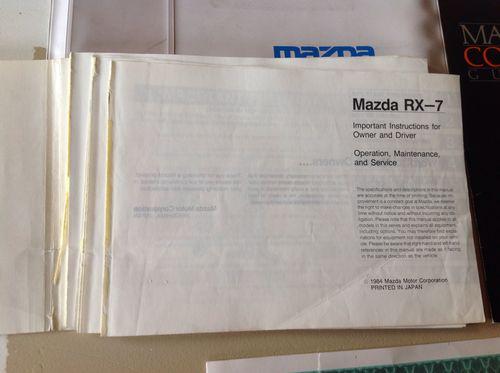 mazda
MA
CO
GU
Mazda RX–7
Important Instructions for
Owner and Driver
Operation, Maintenance,
and Service
The specifications and descriptions in this manual
are accurate at the time of printing. Because im-
provement is a constant goal at Mazda, we reserve
the right to make changes in specifications at any
time without notice and without incurring any ob-
ligation. Please note that this manual applies to all
models in this series and explains all equipment,
including options. You may therefore find expla-
nations for equipment not installed on your vehi-
cle. Please be aware that right-hand and left-hand
references in this manual are made as if facing
in the same direction as the vehicle.
© 1984 Mazda Motor Corporation
PRINTED IN JAPAN